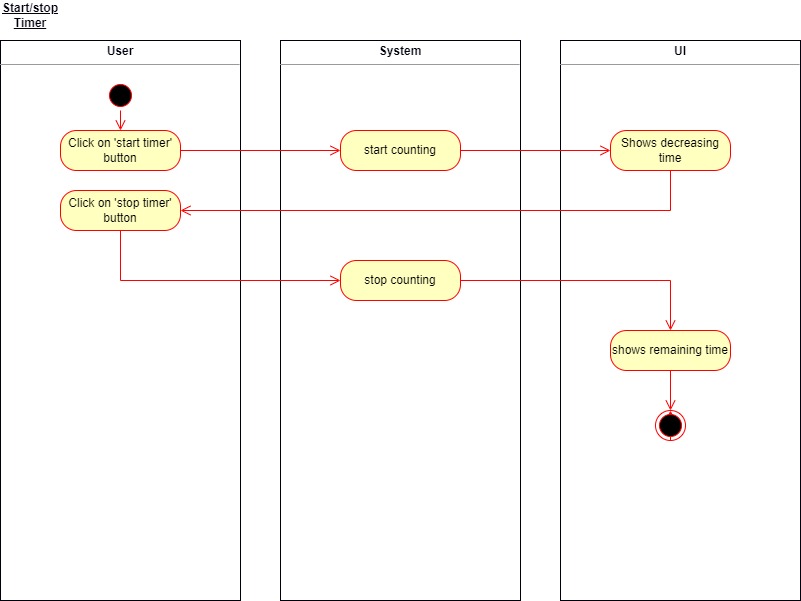 Start/stop
Timer
User
System
UI
Click on 'start timer'
button
start counting
Shows decreasing
time
Click on 'stop timer'
button
stop counting
shows remaining time